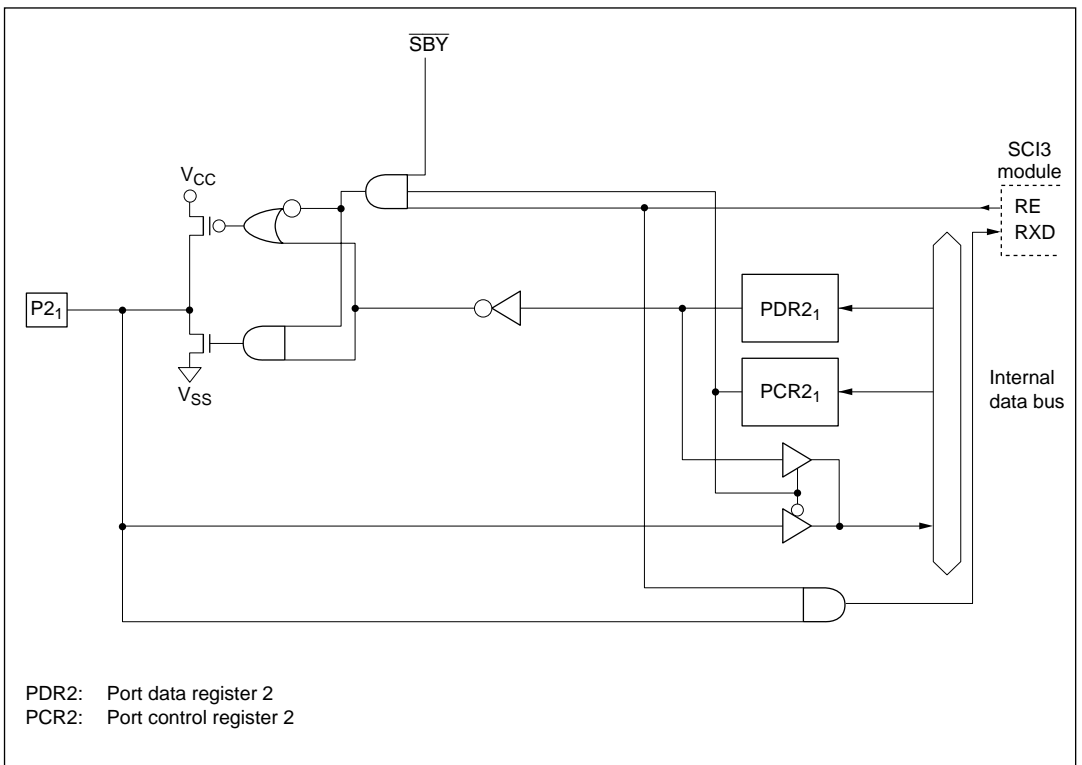 SBY
SCI3
module
VCC
RE
RXD
P21
PDR21
PCR21
Internal
data bus
VSS
PDR2: Port data register 2
PCR2: Port control register 2